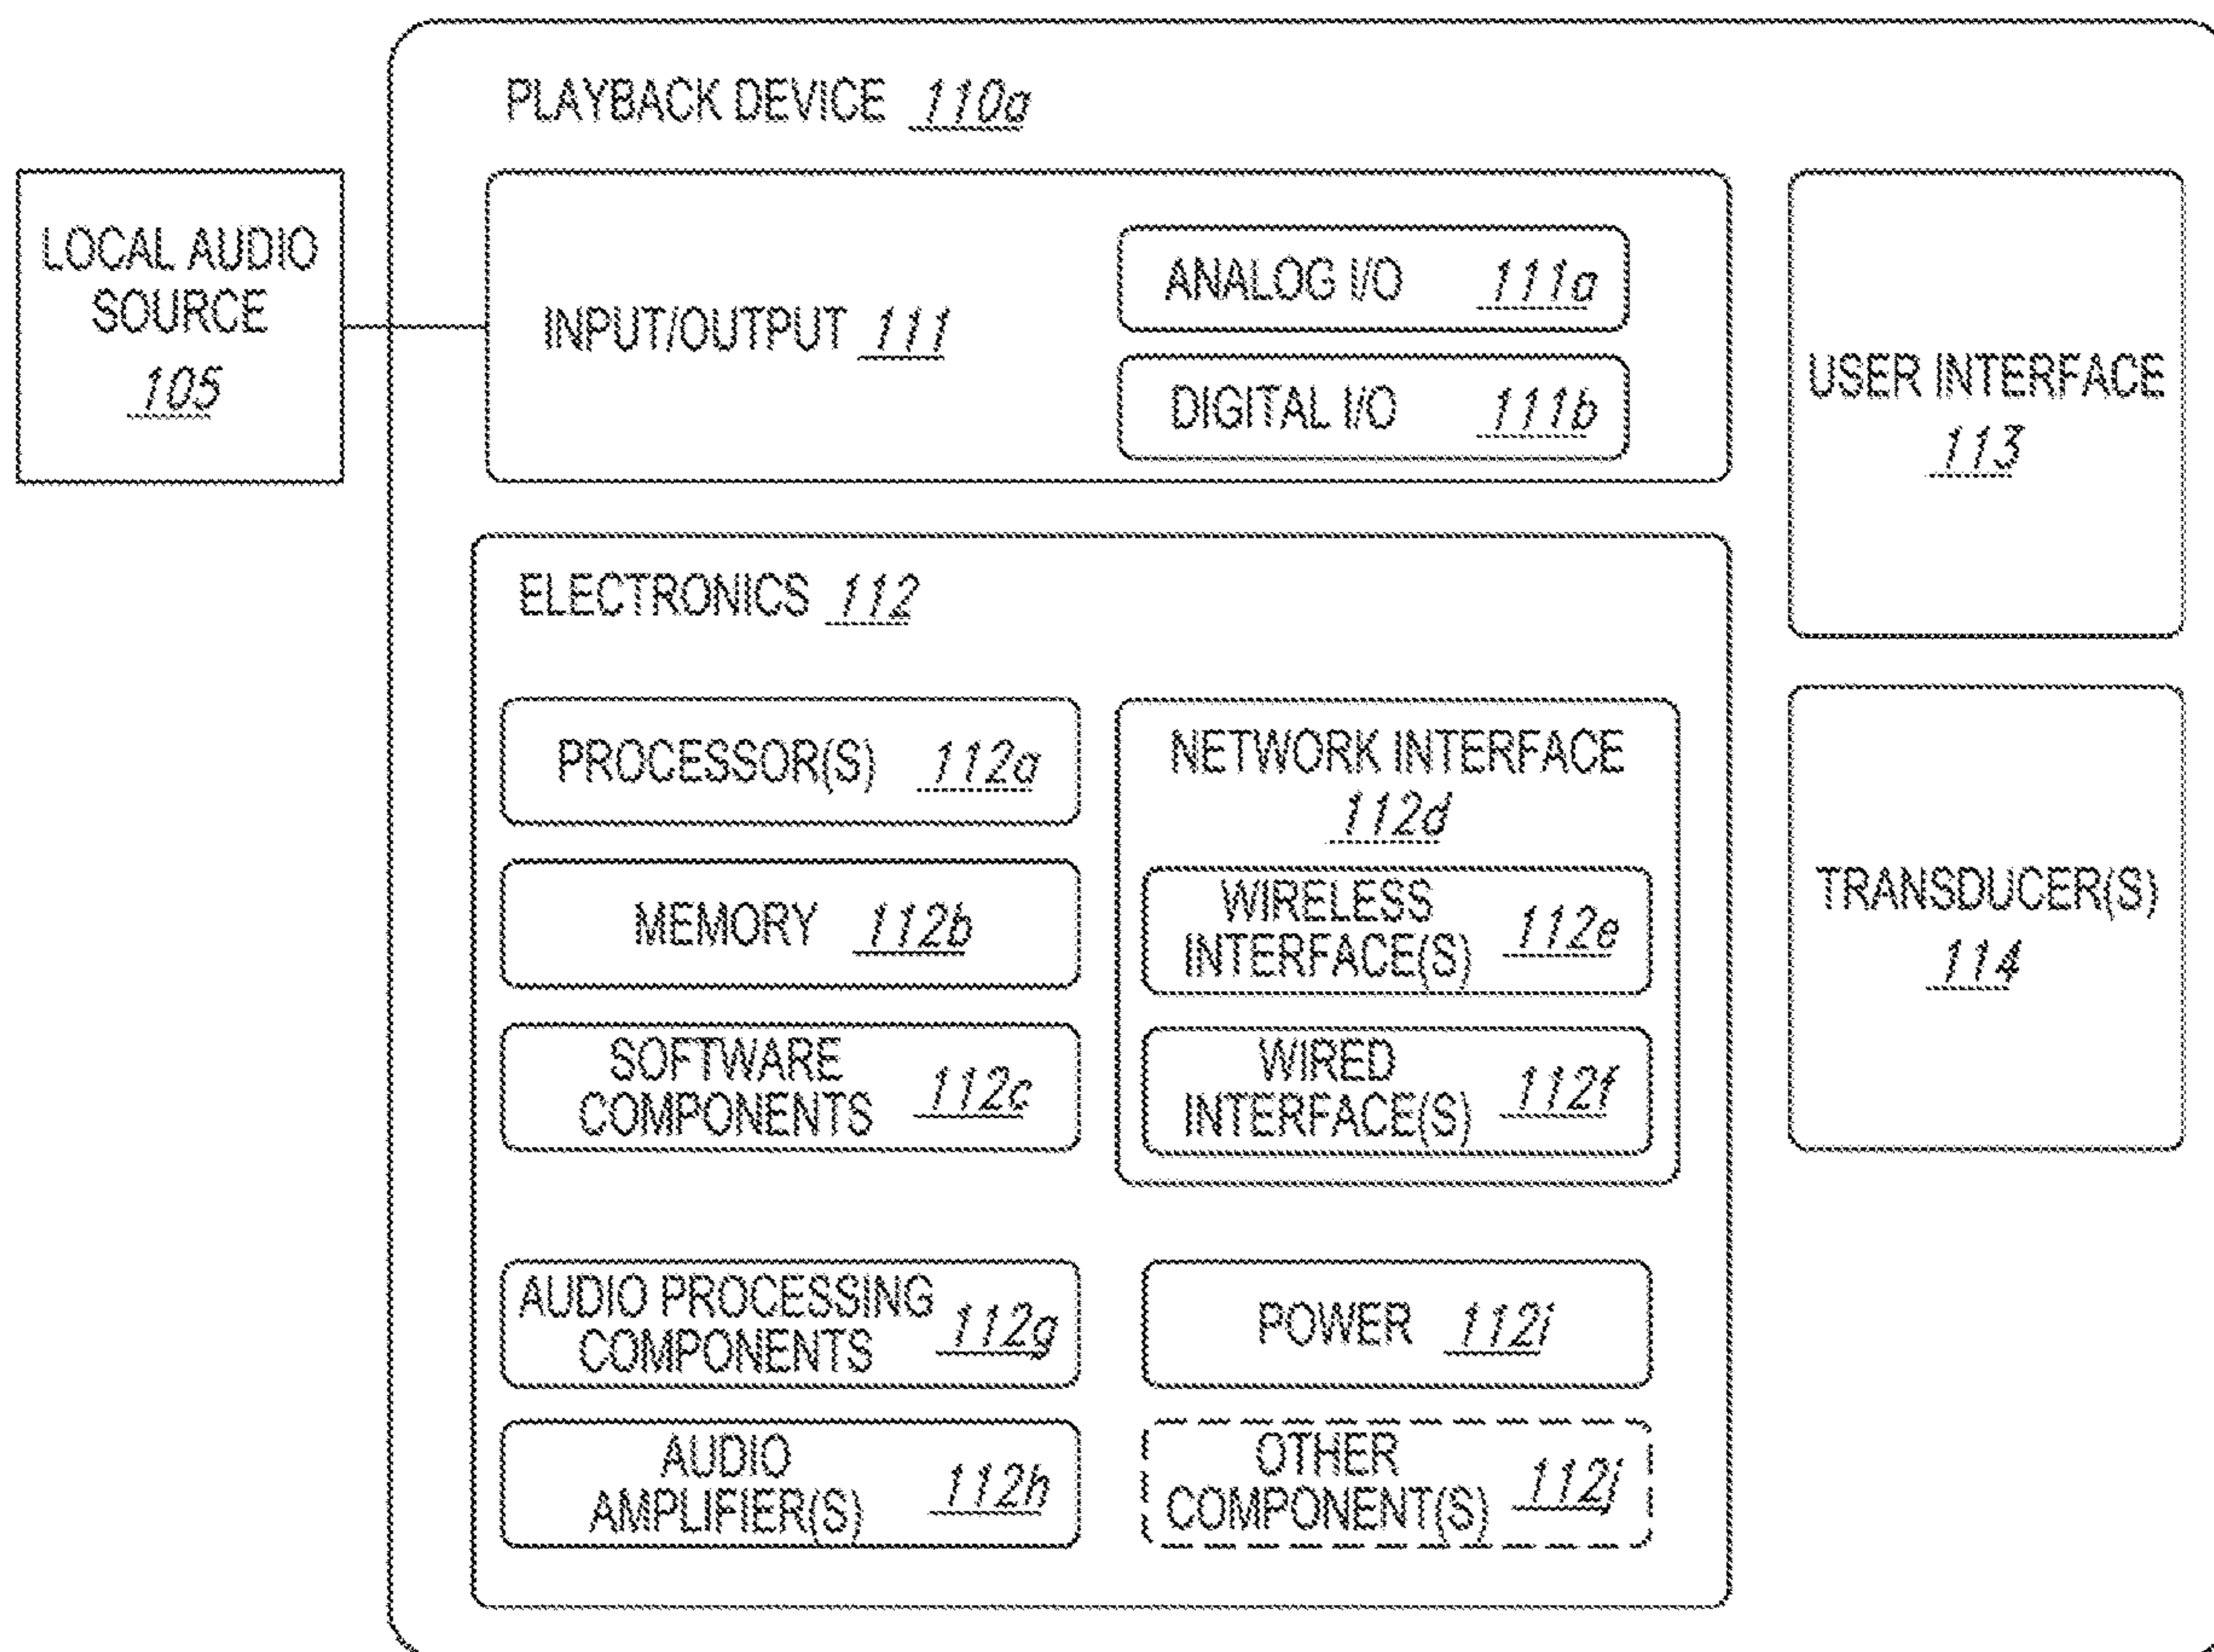 PLAYBACK DEVICE 110a
LOCAL AUDIO
SOURCE
105
INPUT/OUTPUT 111
ANALOG I/O 111a
DIGITAL I/O 111b
USER INTERFACE
113
ELECTRONICS 112
PROCESSOR(S) 112a
MEMORY 112b
SOFTWARE
COMPONENTS 112c
NETWORK INTERFACE
112d
WIRELESS
INTERFACE(S) 112e
WIRED
INTERFACE(S) 112f
TRANSDUCER(S)
114
AUDIO PROCESSING
COMPONENTS 112g
POWER 112i
AUDIO
AMPLIFIER(S) 112h
OTHER
COMPONENT(S) 112j